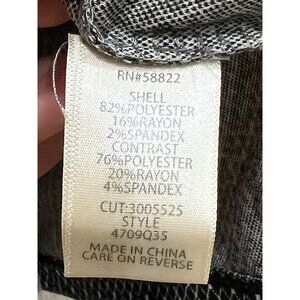 RN#58822
SHELL
82%POLYESTER
16%RAYON
2%SPANDEX
CONTRAST
76%POLYESTER
20%RAYON
4%SPANDEX
CUT:3005525
STYLE
4709Q35
MADE IN CHINA
CARE ON REVERSE